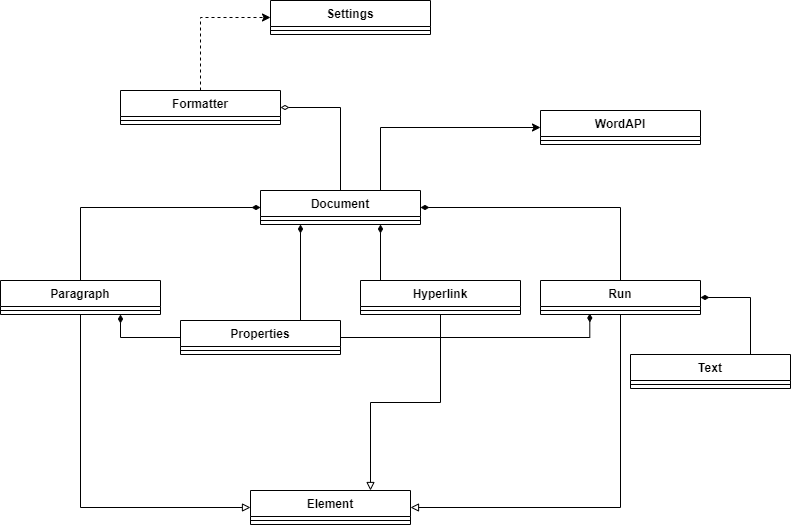 Settings
Formatter
WordAPI
Document
Paragraph
Hyperlink
Run
Properties
Text
Element